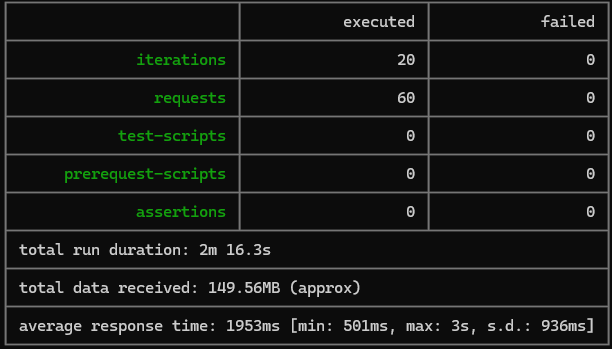 executed failed
iterations 20 0
requests 60 0
test-scripts 0 0
prerequest-scripts 0 0
assertions 0 0
total run duration: 2m 16.3s
total data received: 149.56MB (approx)
average response time: 1953ms [min: 501ms, max: 3s, s.d.: 936ms]